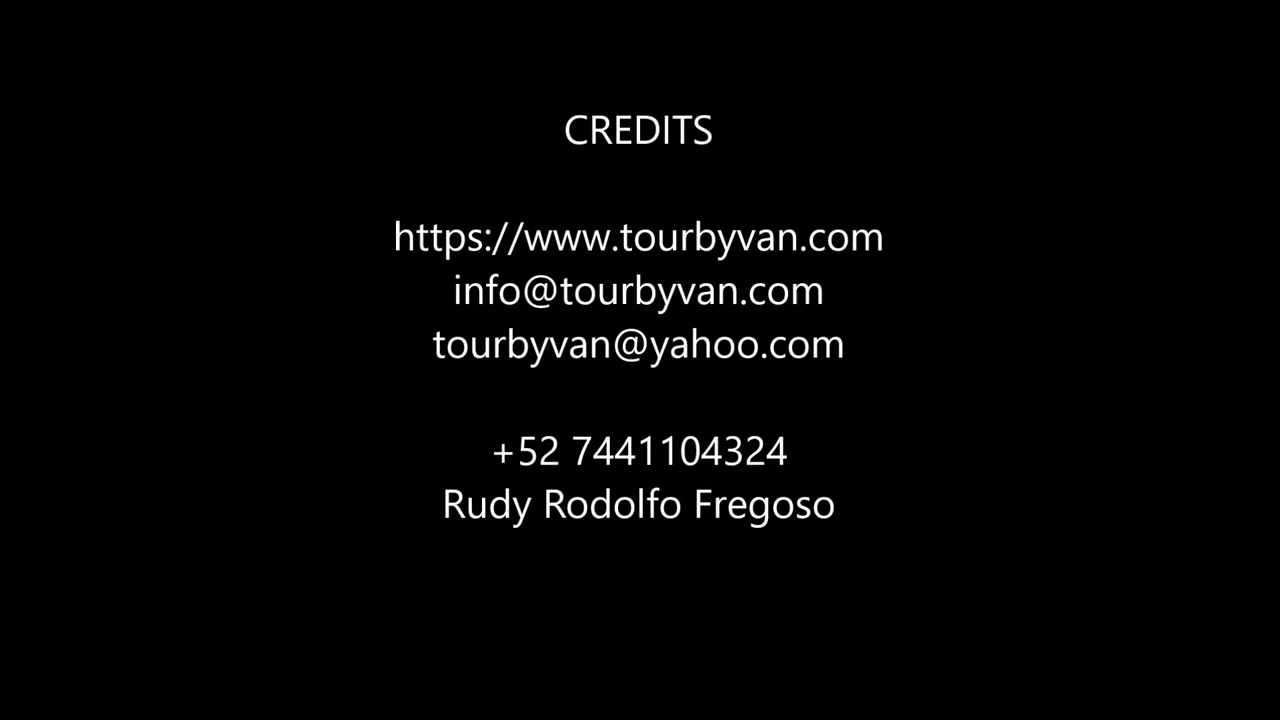 CREDITS
https://www.tourbyvan.com
info@tourbyvan.com
tourbyvan@yahoo.com
+52 7441104324
Rudy Rodolfo Fregoso